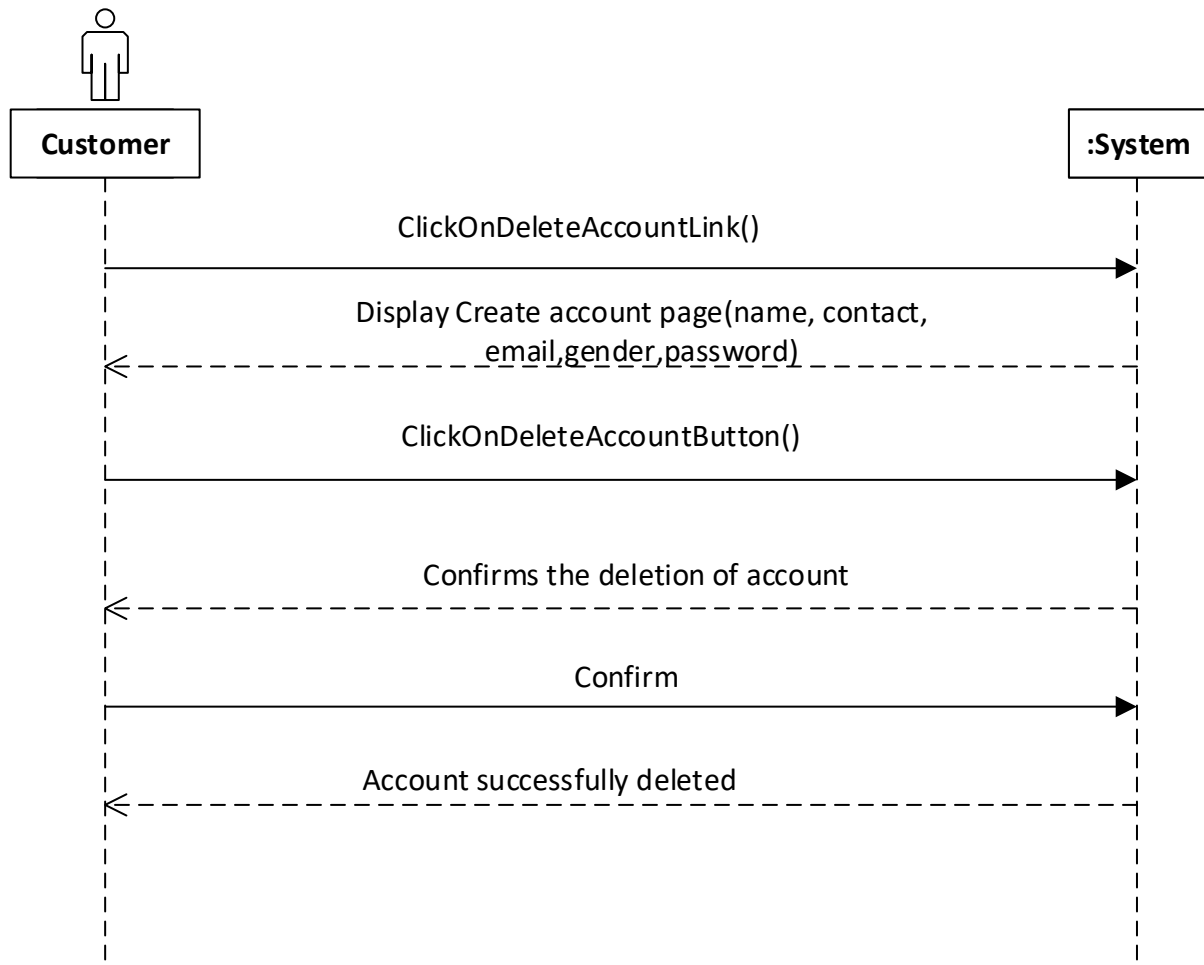 Customer
:System
ClickOnDeleteAccountLink()
Display Create account page(name, contact,
email,gender,password)
ClickOnDeleteAccountButton()
Confirms the deletion of account
Confirm
Account successfully deleted